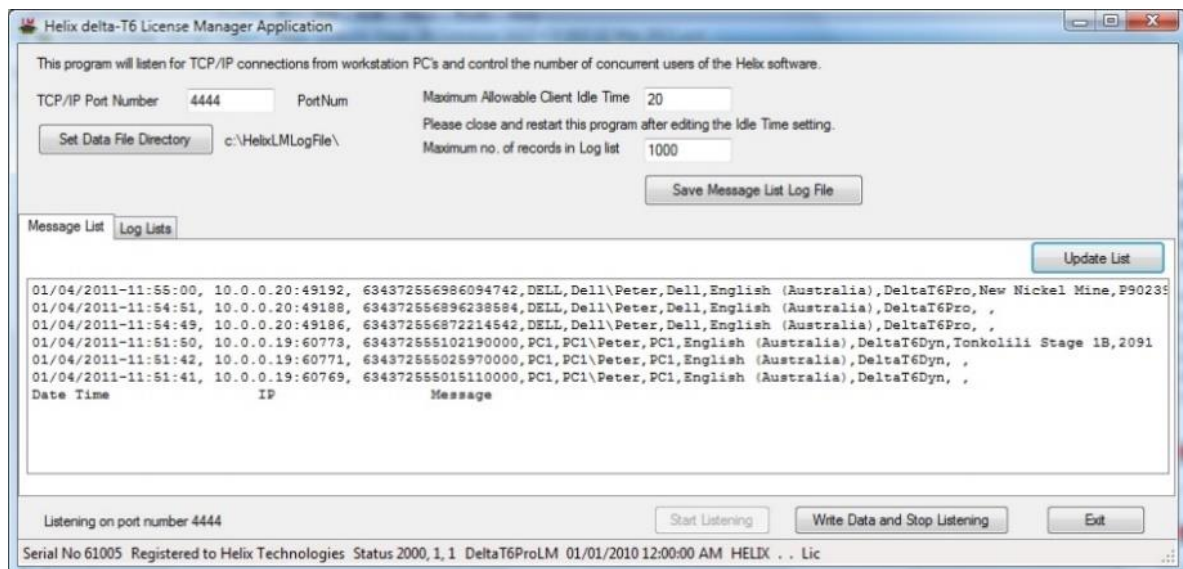 Helix delta-T6 License Manager Application
This program will listen for TCP/IP connections from workstation PC's and control the number of concurrent users of the Helix software.
TCP/IP Port Number 4444 PortNum Maximum Allowable Client Idle Time 20
Please close and restart this program after editing the Idle Time setting.
Set Data File Directory c:\HelixLMLogFile\ Maximum no. of records in Log list 1000
Save Message List Log File
Message List Log Lists
Update List
01/04/2011-11:55:00, 10.0.0.20:49192, 634372556986094742,DELL,Dell\Peter,Dell,English (Australia),DeltaT6Pro,New Nickel Mine,P90239
01/04/2011-11:54:51, 10.0.0.20:49188, 634372556896238584,DELL,Dell\Peter,Dell,English (Australia),DeltaT6Pro, ,
01/04/2011-11:54:49, 10.0.0.20:49186, 634372556872214542,DELL,Dell\Peter,Dell,English (Australia),DeltaT6Pro, ,
01/04/2011-11:51:50, 10.0.0.19:60773, 634372555102190000,PC1,PC1\Peter,PC1,English (Australia),DeltaT6Dyn,Tonkolili Stage 1B,2091
01/04/2011-11:51:42, 10.0.0.19:60771, 634372555025970000,PC1,PC1\Peter,PC1,English (Australia),DeltaT6Dyn, ,
01/04/2011-11:51:41, 10.0.0.19:60769, 634372555015110000,PC1,PC1\Peter,PC1,English (Australia),DeltaT6Dyn, ,
Date Time IP Message
Listening on port number 4444 Start Listening Write Data and Stop Listening Exit
Serial No 61005 Registered to Helix Technologies Status 2000, 1, 1 DeltaT6ProLM 01/01/2010 12:00:00 AM HELIX . . Lic